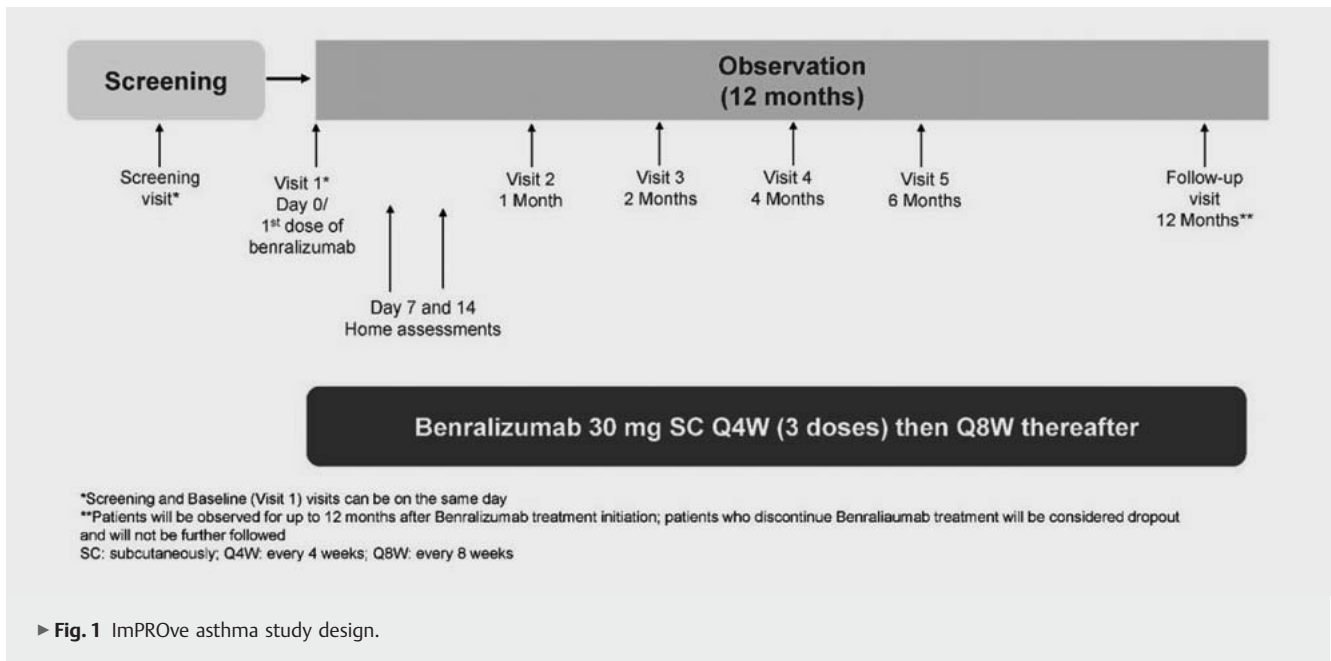 Screening
Observation
(12 months)
Screening
visit*
Visit 1*
Day 0/
1st dose of
benralizumab
Visit 2
1 Month
Visit 3
2 Months
Visit 4
4 Months
Visit 5
6 Months
Follow-up
visit
12 Months**
Day 7 and 14
Home assessments
Benralizumab 30 mg SC Q4W (3 doses) then Q8W thereafter
*Screening and Baseline (Visit 1) visits can be on the same day
**Patients will be observed for up to 12 months after Benralizumab treatment initiation; patients who discontinue Benraliaumab treatment will be considered dropout
and will not be further followed
SC: subcutaneously; Q4W: every 4 weeks; Q8W: every 8 weeks
▶ Fig. 1 ImPROve asthma study design.